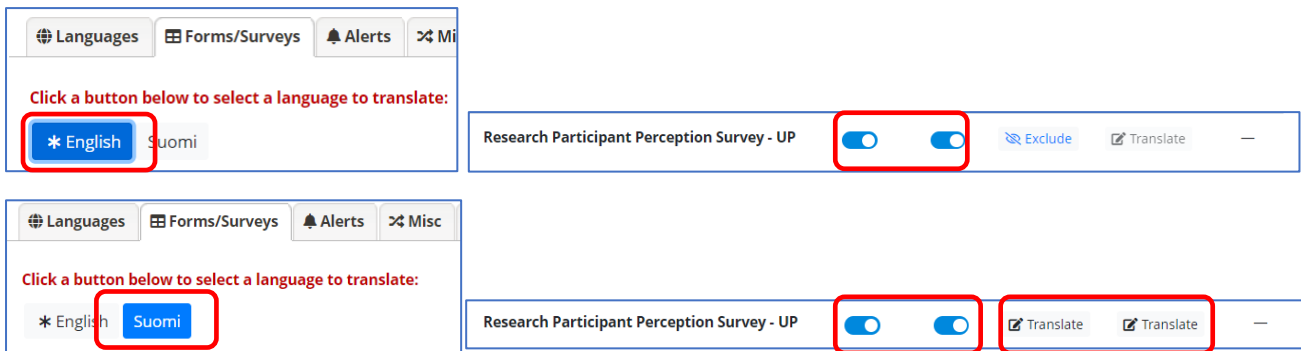 Languages Forms/Surveys Alerts Mi
Click a button below to select a language to translate:
* English Suomi
Research Participant Perception Survey - UP Exclude Translate —
Languages Forms/Surveys Alerts Misc
Click a button below to select a language to translate:
* English Suomi
Research Participant Perception Survey - UP Translate Translate —